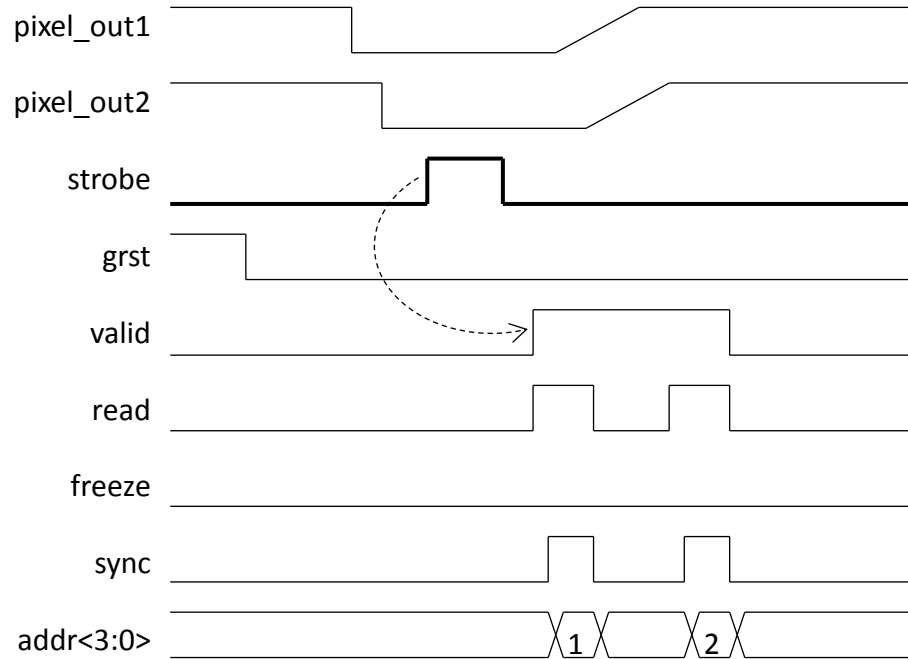 pixel_out1
pixel_out2
strobe
grst
valid
read
freeze
sync
addr<3:0> 1 2